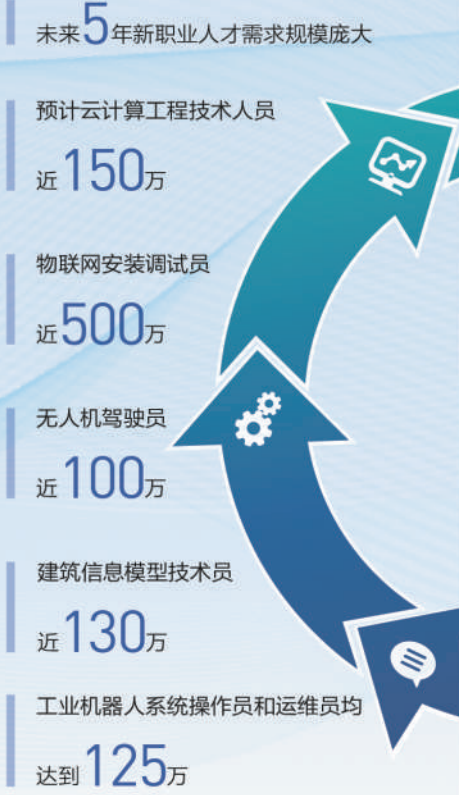 未来5年新职业人才需求规模庞大
预计云计算工程技术人员
近150万
物联网安装调试员
近500万
无人机驾驶员
近100万
建筑信息模型技术员
近130万
工业机器人系统操作员和运维员均
达到125万